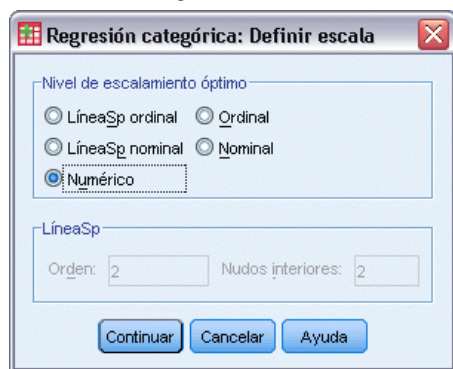 Regresión categórica: Definir escala
Nivel de escalamiento óptimo
LíneaSp ordinal Ordinal
LíneaSp nominal Nominal
Numérico
LíneaSp
Orden: 2 Nudos interiores: 2
Continuar Cancelar Ayuda